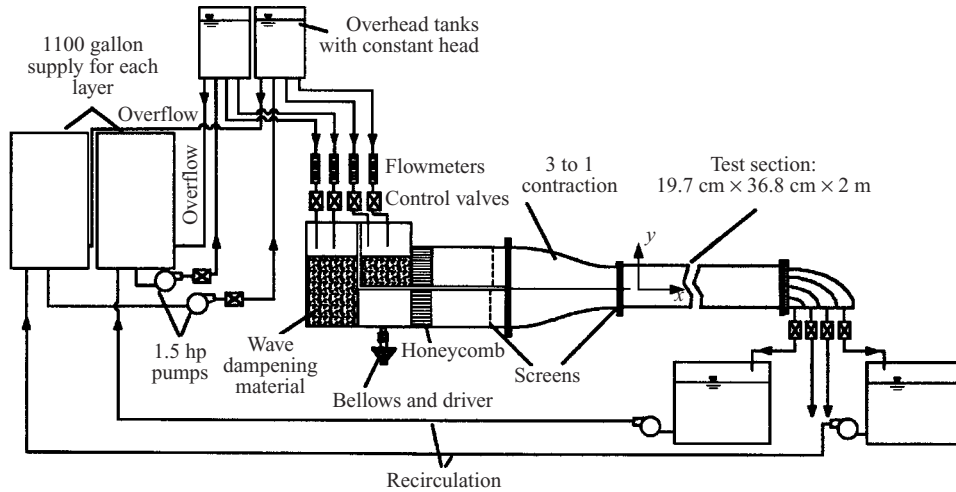 Overhead tanks
with constant head
1100 gallon
supply for each
layer
Overflow
Overflow
Flowmeters
Control valves
3 to 1
contraction
Test section:
19.7 cm × 36.8 cm × 2 m
y
x
1.5 hp
pumps
Wave
dampening
material
Honeycomb
Screens
Bellows and driver
Recirculation